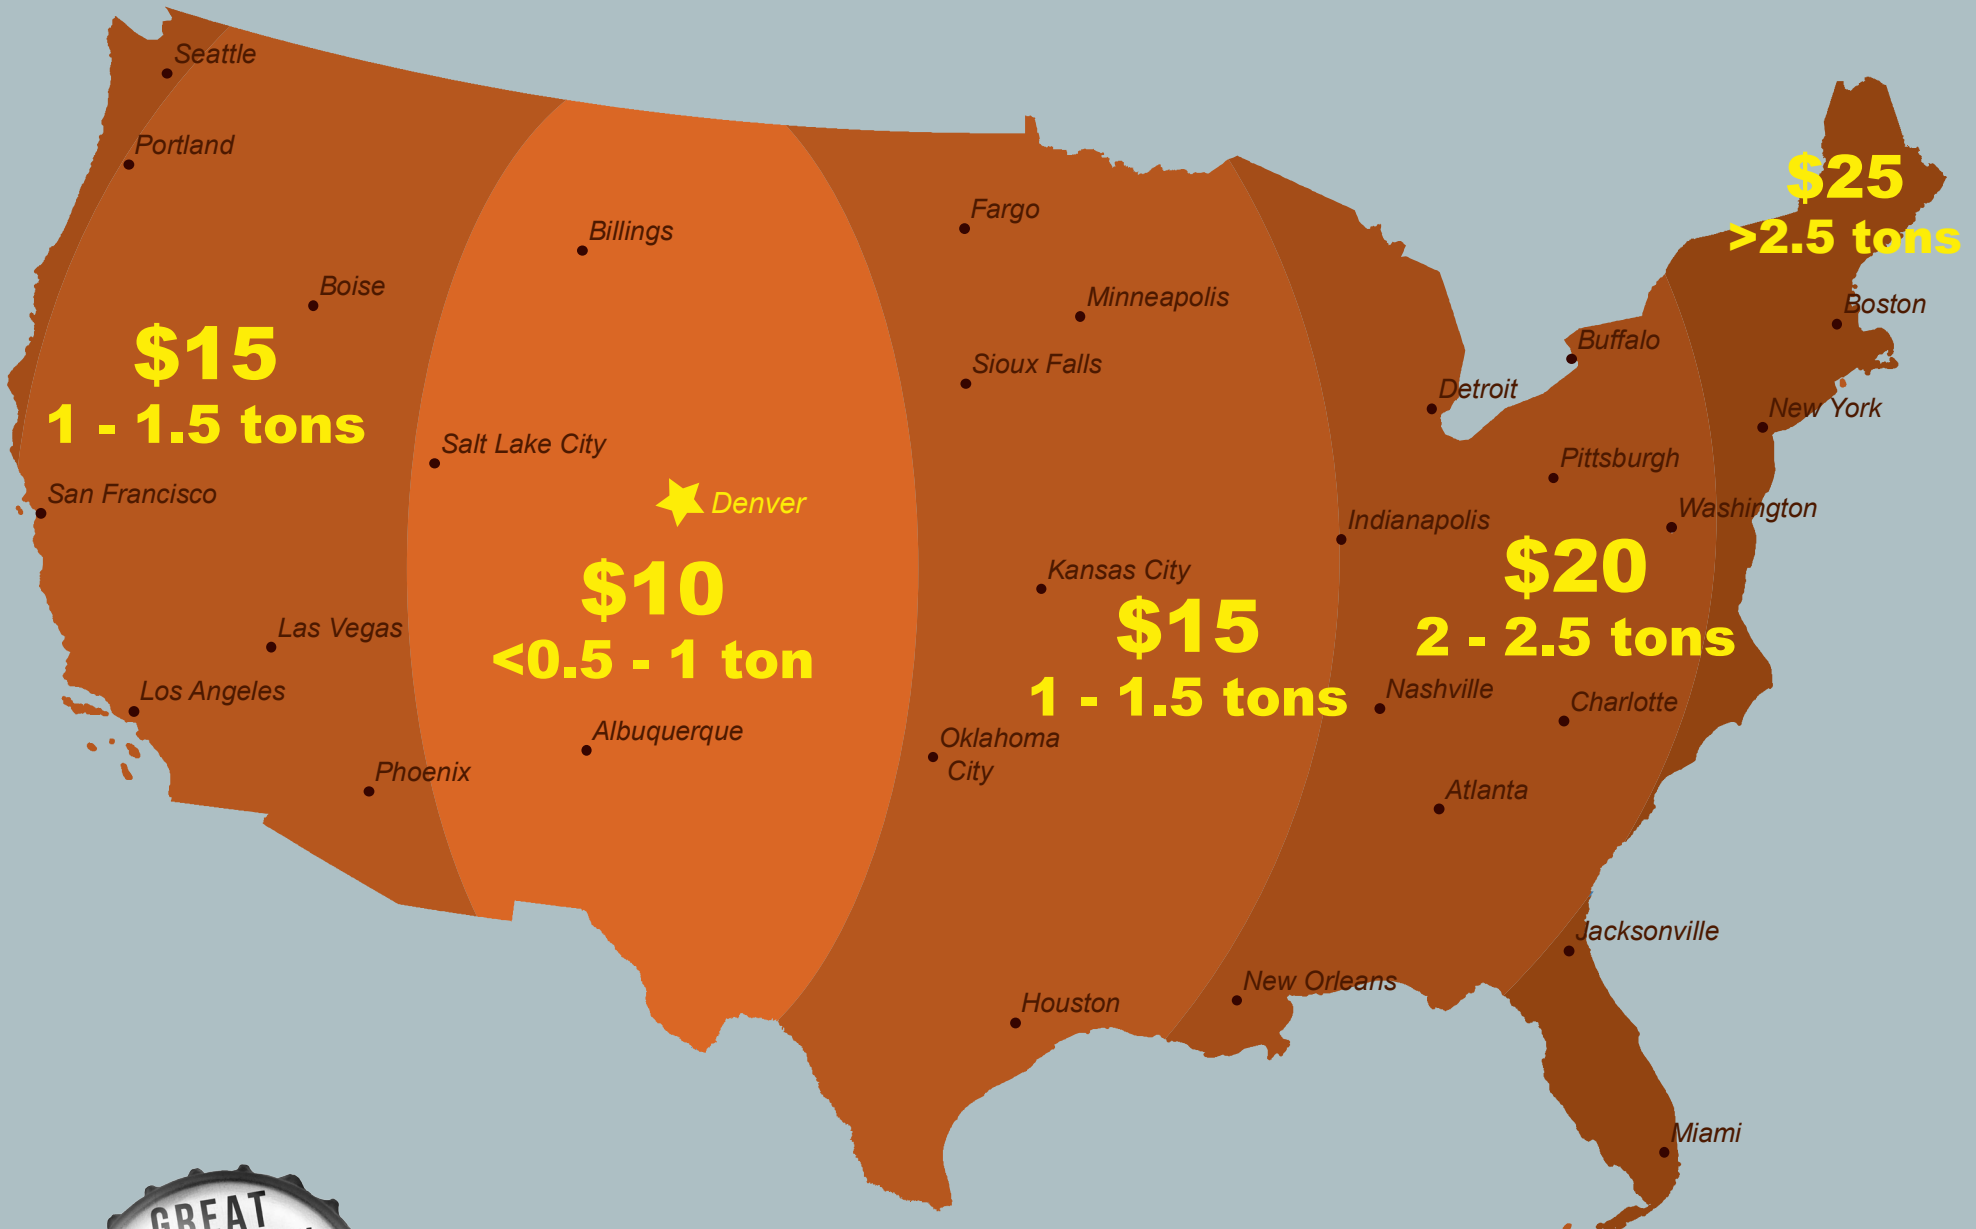 Seattle
Portland
$25
>2.5 tons
Fargo
Billings
Boise
Minneapolis
Boston
$15
1 - 1.5 tons
Buffalo
Sioux Falls
Detroit
New York
Salt Lake City
Pittsburgh
San Francisco
Denver
Washington
Indianapolis
$20
2 - 2.5 tons
Kansas City
$10
<0.5 - 1 ton
$15
1 - 1.5 tons
Las Vegas
Los Angeles
Nashville
Charlotte
Albuquerque
Oklahoma
City
Phoenix
Atlanta
Jacksonville
New Orleans
Houston
Miami
GREAT